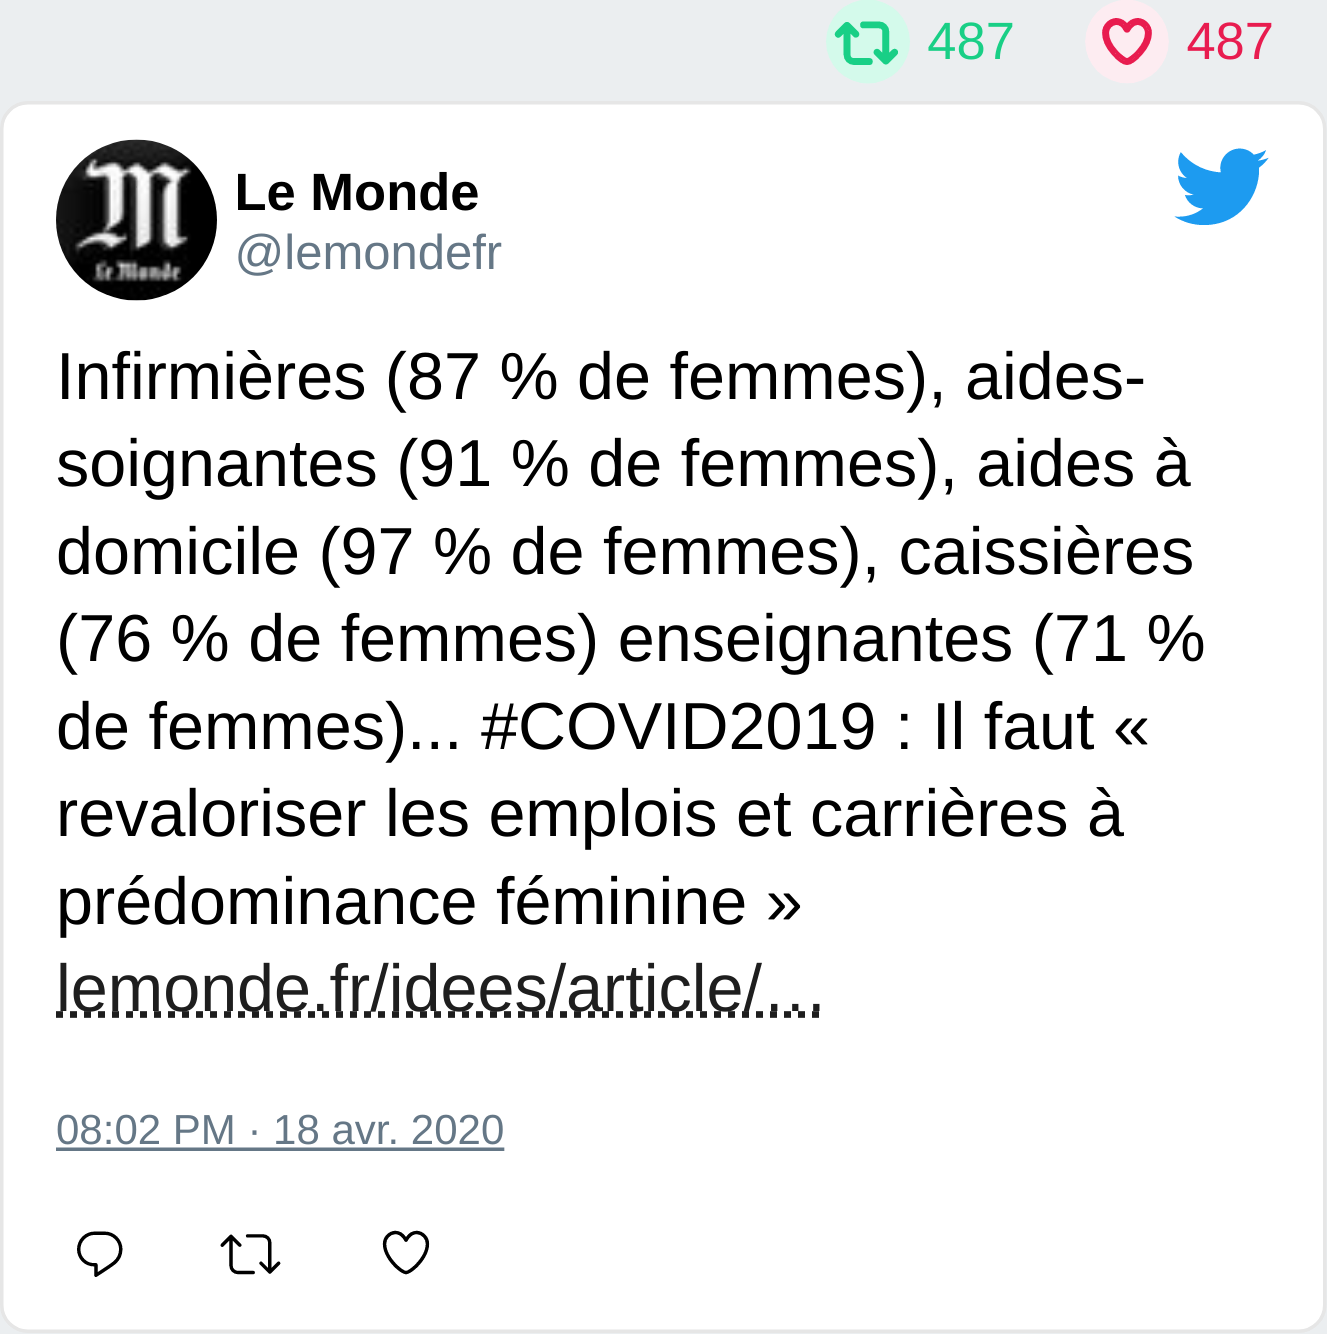 487 487
Le Monde
Le Monde
@lemondefr
Infirmières (87 % de femmes), aides-
soignantes (91 % de femmes), aides à
domicile (97 % de femmes), caissières
(76 % de femmes) enseignantes (71 %
de femmes)... #COVID2019 : Il faut «
revaloriser les emplois et carrières à
prédominance féminine »
lemonde.fr/idees/article/...
08:02 PM · 18 avr. 2020